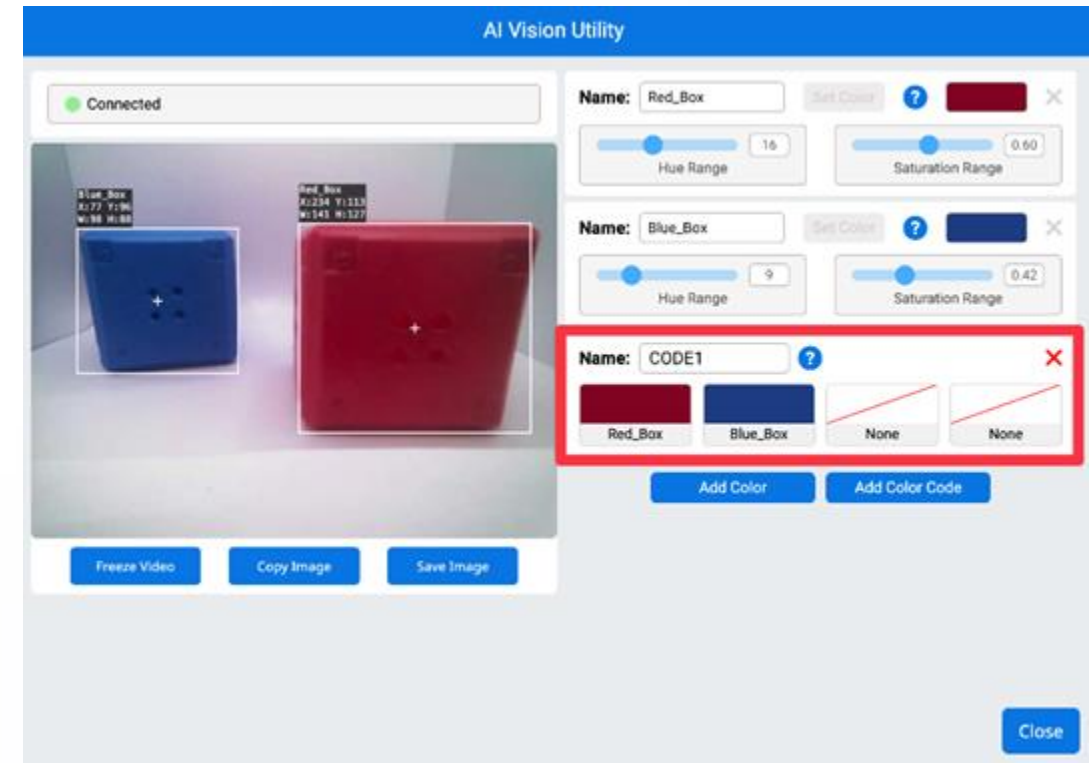 AI Vision Utility
Connected
Blue_Box
X:77 Y:96
W:98 H:88
Red_Box
X:234 Y:113
W:141 H:127
Freeze Video
Copy Image
Save Image
Name: Red_Box
Set Color
?
16
Hue Range
0.60
Saturation Range
Name: Blue_Box
Set Color
?
9
Hue Range
0.42
Saturation Range
Name: CODE1
?
Red_Box
Blue_Box
None
None
Add Color
Add Color Code
Close